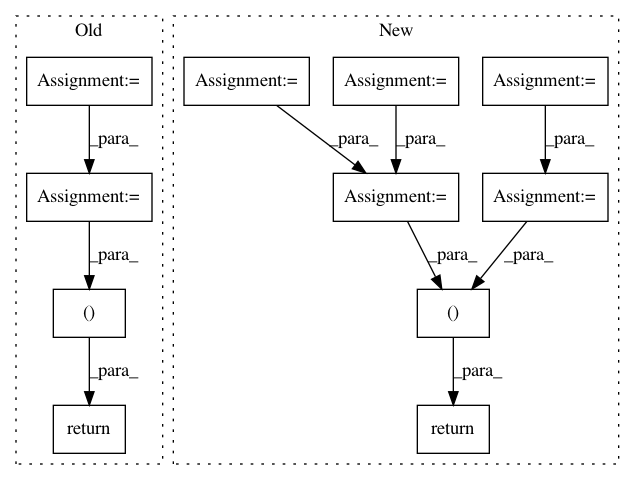 Old
New
Assignment:=
Assignment:=
Assignment:=
Assignment:=
_para_
_para_
_para_
_para_
Assignment:=
Assignment:=
Assignment:=
_para_
_para_
_para_
()
()
_para_
_para_
return
return